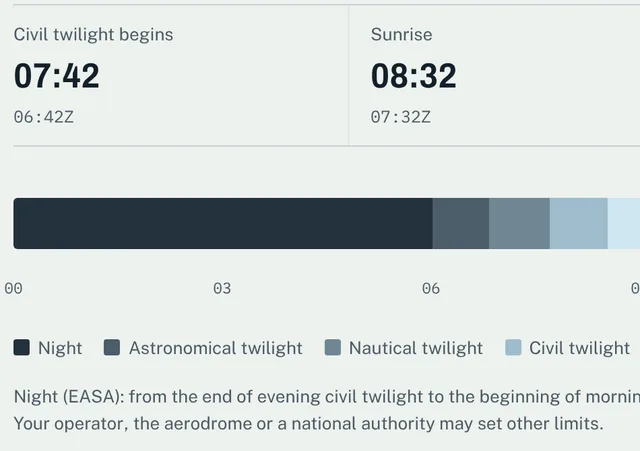 Civil twilight begins Sunrise
07:42 08:32
06:42Z 07:32Z
00 03 06
Night Astronomical twilight Nautical twilight Civil twilight
Night (EASA): from the end of evening civil twilight to the beginning of
Your operator, the aerodrome or a national authority may set other limits.